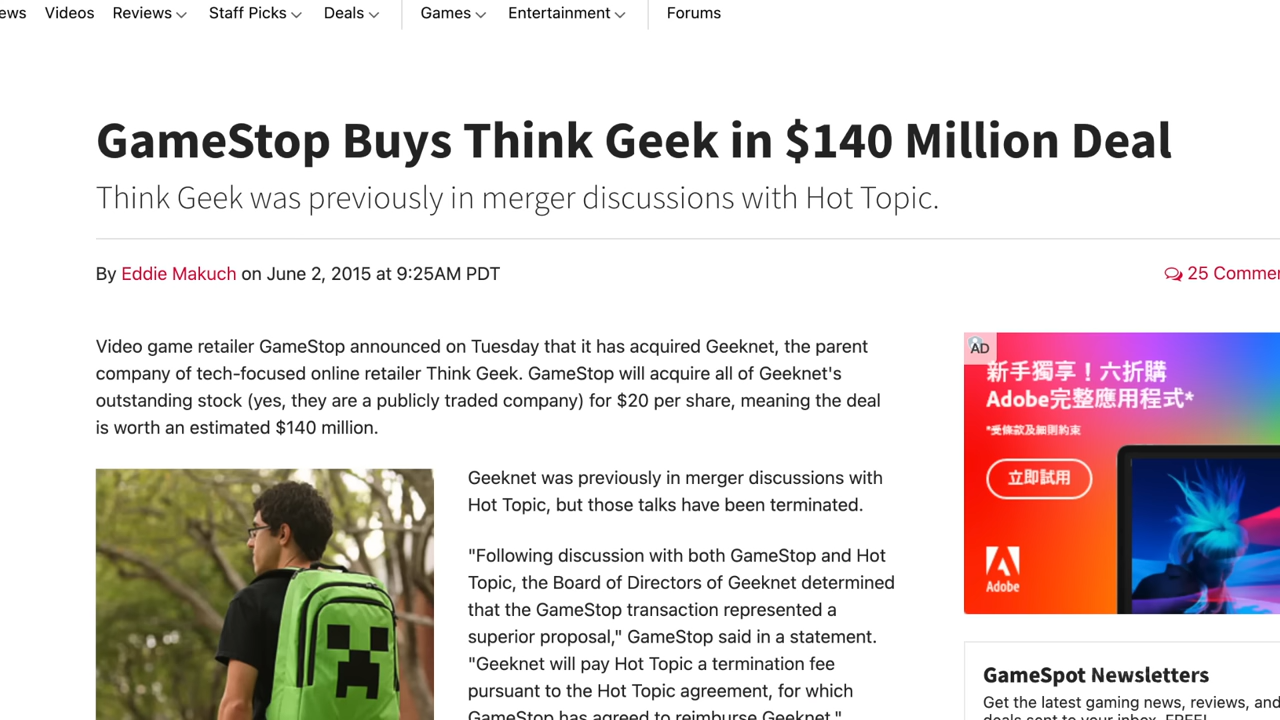 ews Videos Reviews Staff Picks Deals Games Entertainment Forums
GameStop Buys Think Geek in $140 Million Deal
Think Geek was previously in merger discussions with Hot Topic.
By Eddie Makuch on June 2, 2015 at 9:25AM PDT
25 Commen
Video game retailer GameStop announced on Tuesday that it has acquired Geeknet, the parent
company of tech-focused online retailer Think Geek. GameStop will acquire all of Geeknet's
outstanding stock (yes, they are publicly traded company) for $20 per share, meaning the deal
is worth an estimated $140 million.
Geeknet was previously in merger discussions with
Hot Topic, but those talks have been terminated.
"Following discussion with both GameStop and Hot
Topic, the Board of Directors of Geeknet determined
that the GameStop transaction represented a
superior proposal," GameStop said in a statement.
"Geeknet will pay Hot Topic a termination fee
pursuant to the Hot Topic agreement, for which
GameStop has agreed to reimburse Geeknet."
AD
新手獨享！六折購
Adobe完整應用程式*
*受條款及細則約束
立即試用
Adobe
GameSpot Newsletters
Get the latest gaming news, reviews, and
deals sent to your inbox. FREE!